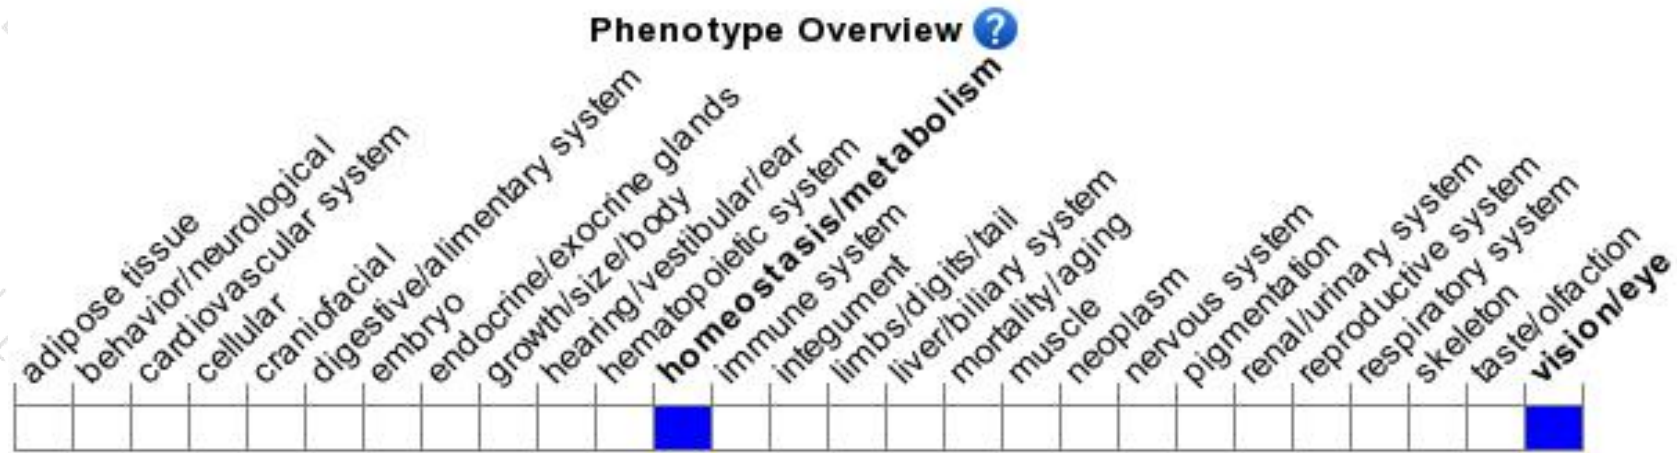 Phenotype Overview ?
adipose tissue
behavior/neurological
cardiovascular system
cellular
craniofacial
digestive/alimentary system
embryo
endocrine/exocrine glands
growth/size/body
hearing/vestibular/ear
hematopoietic system
homeostasis/metabolism
immune system
integument
limbs/digits/tail
liver/biliary system
mortality/aging
muscle
neoplasm
nervous system
pigmentation
renal/urinary system
reproductive system
respiratory system
skeleton
taste/olfaction
vision/eye